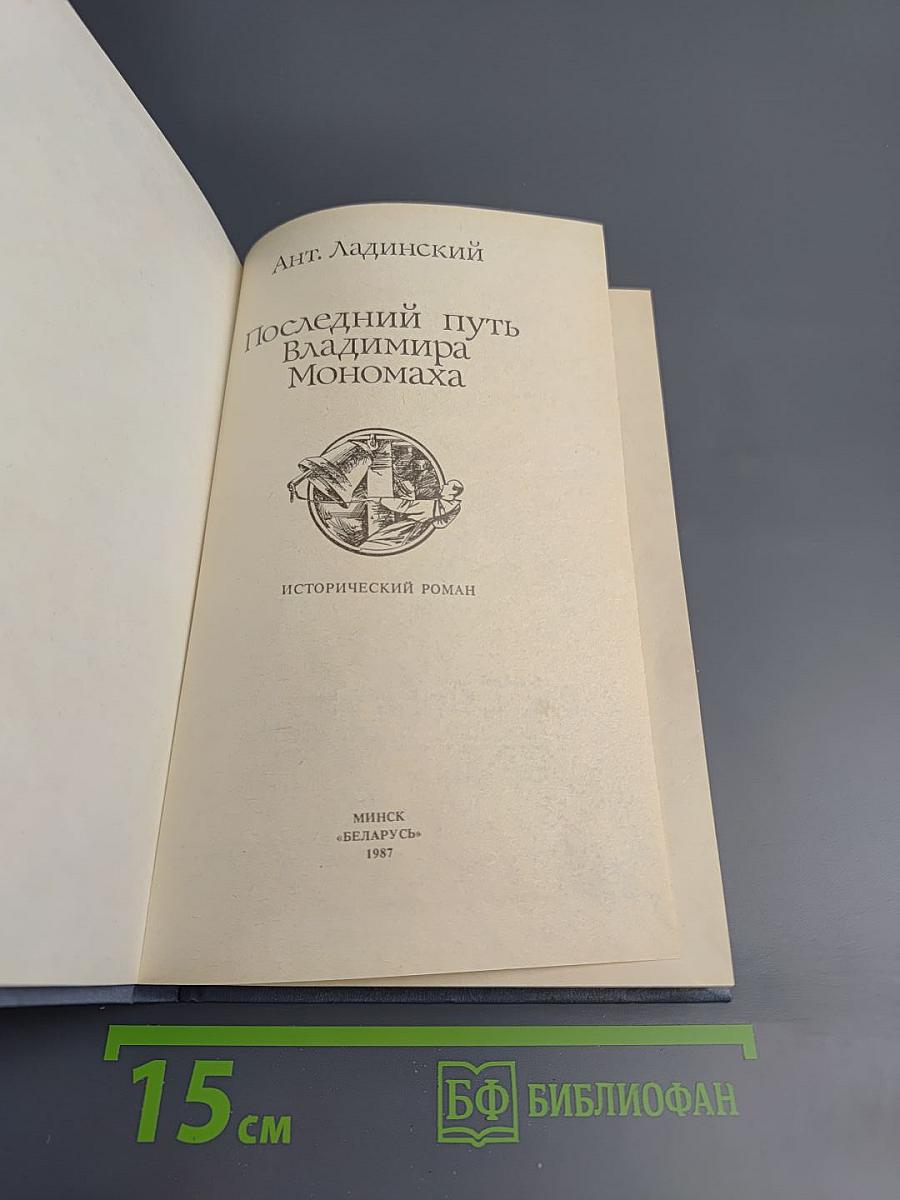 Ант. Ладинский
Последний путь
Владимира
Мономаха
ИСТОРИЧЕСКИЙ РОМАН
МИНСК
«БЕЛАРУСЬ»
1987
15 см
БФ БИБЛИОФАН